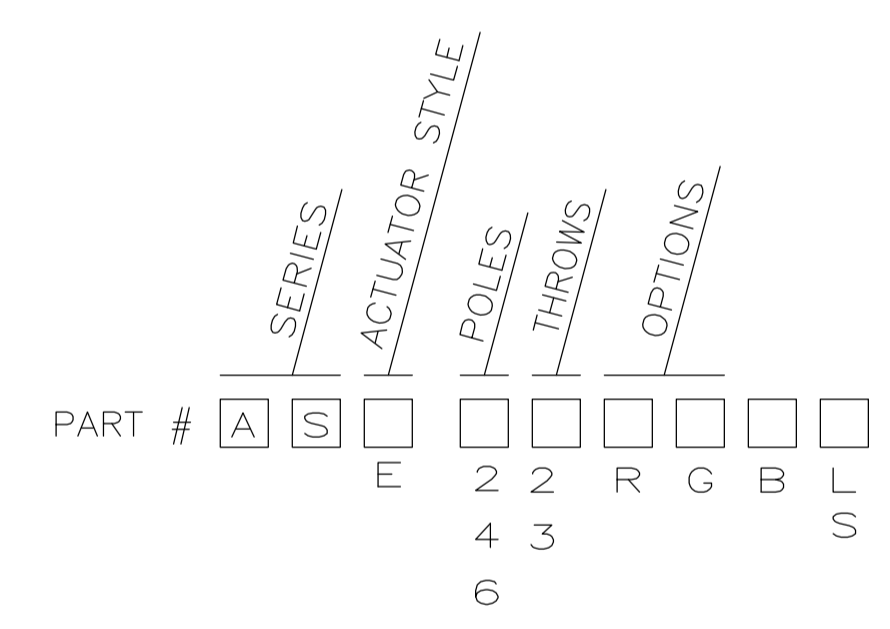 SERIES
ACTUATOR STYLE
POLES
THROWS
OPTIONS
PART # A S
E 2 2 R G B L
4 3 S
6